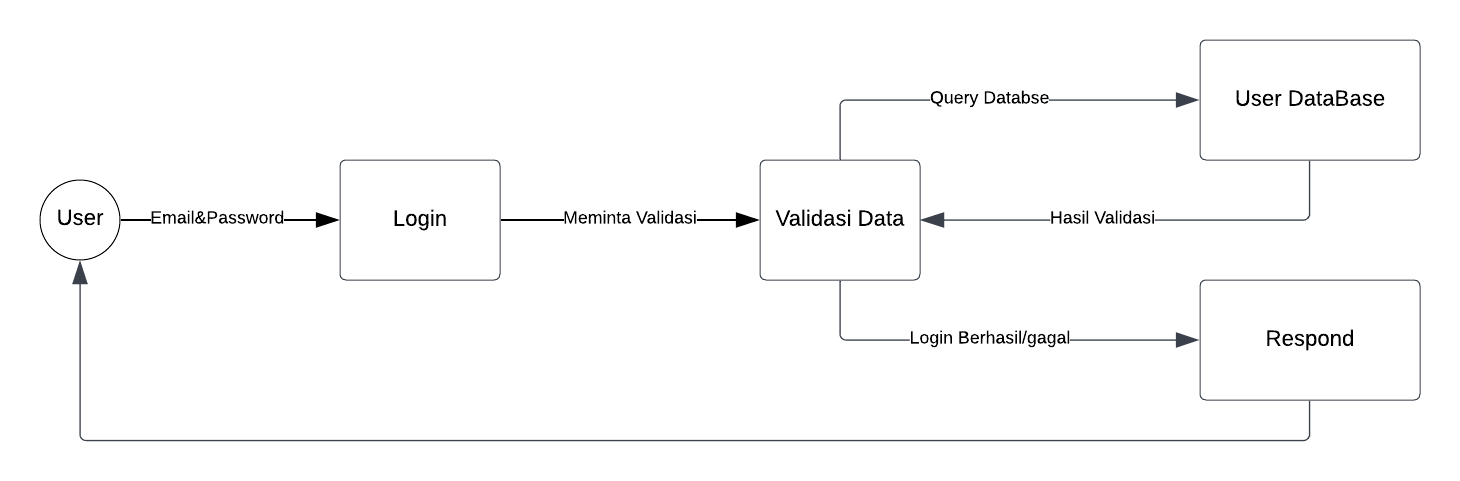 Query Databse
User DataBase
User
Email&Password
Login
Meminta Validasi
Validasi Data
Hasil Validasi
Login Berhasil/gagal
Respond